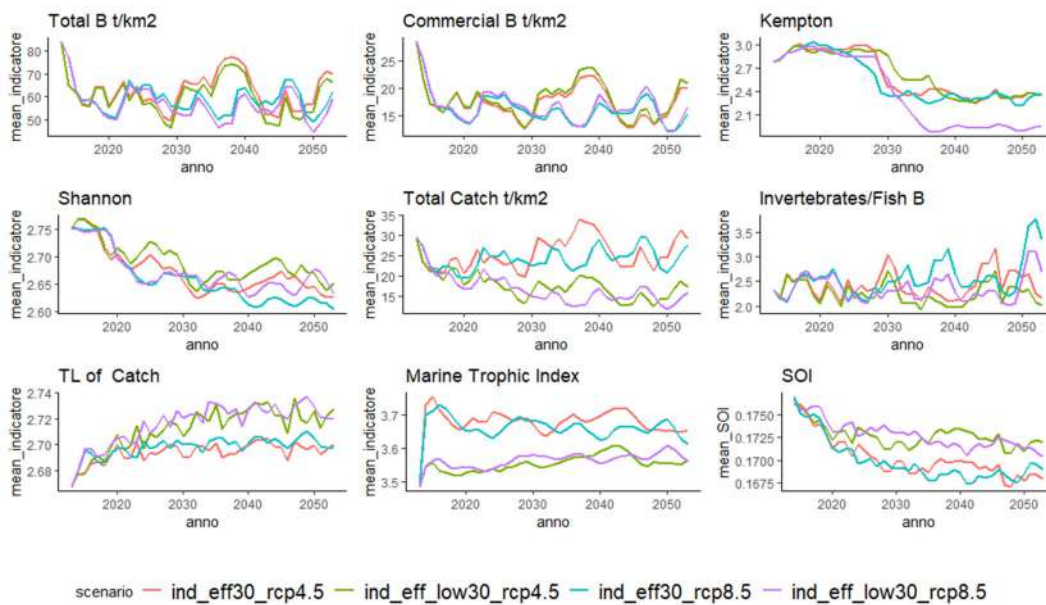 Total B t/km2
Commercial B t/km2
Kempton
mean_indicatore
80
70
60
50
2020
2030
2040
2050
anno
mean_indicatore
25
20
15
2020
2030
2040
2050
anno
mean_indicatore
3.0
2.7
2.4
2.1
2020
2030
2040
2050
anno
Shannon
Total Catch t/km2
Invertebrates/Fish B
mean_indicatore
2.75
2.70
2.65
2.60
2020
2030
2040
2050
anno
mean_indicatore
35
30
25
20
15
2020
2030
2040
2050
anno
mean_indicatore
3.5
3.0
2.5
2.0
2020
2030
2040
2050
anno
TL of Catch
Marine Trophic Index
SOI
mean_indicatore
2.74
2.72
2.70
2.68
2020
2030
2040
2050
anno
mean_indicatore
3.7
3.6
3.5
2020
2030
2040
2050
anno
mean_SOI
0.1750
0.1725
0.1700
0.1675
2020
2030
2040
2050
anno
scenario ind_eff30_rcp4.5 ind_eff_low30_rcp4.5 ind_eff30_rcp8.5 ind_eff_low30_rcp8.5